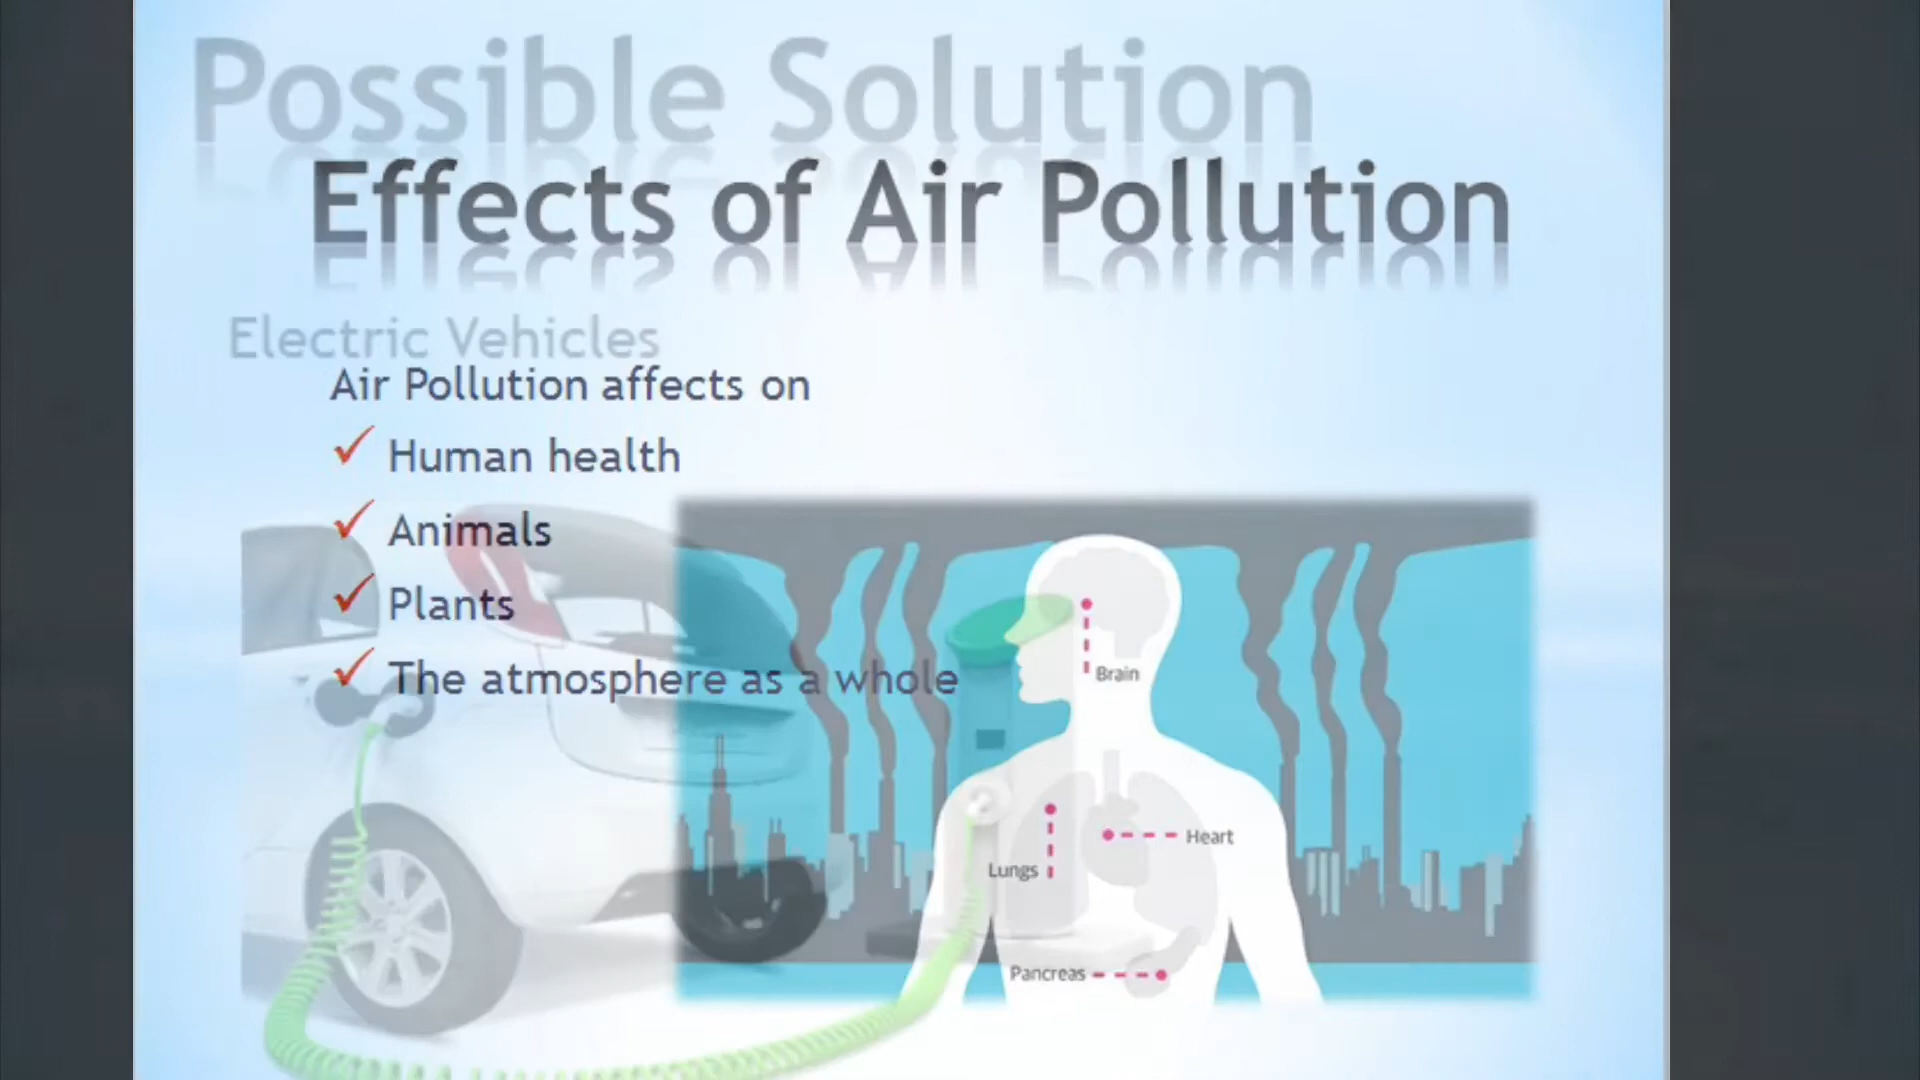 Possible Solution
Effects of Air Pollution
Electric Vehicles
Air Pollution affects on
Human health
Animals
Plants
The atmosphere as a whole
Brain
Heart
Lungs
Pancreas